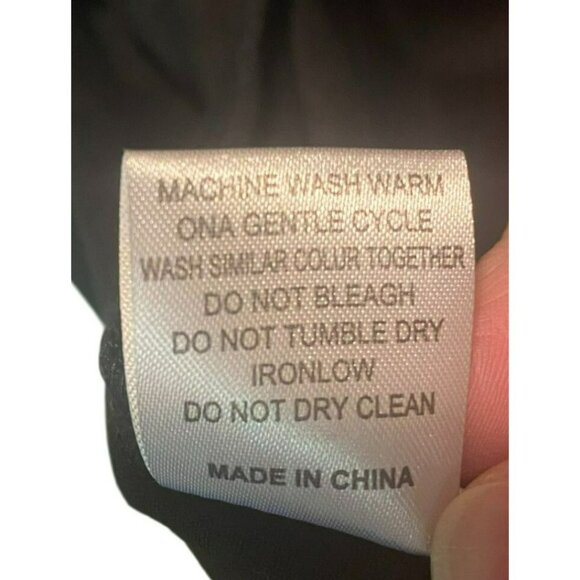 MACHINE WASH WARM
ONA GENTLE CYCLE
WASH SIMILAR COLUR TOGETHER
DO NOT BLEAGH
DO NOT TUMBLE DRY
IRONLOW
DO NOT DRY CLEAN
MADE IN CHINA